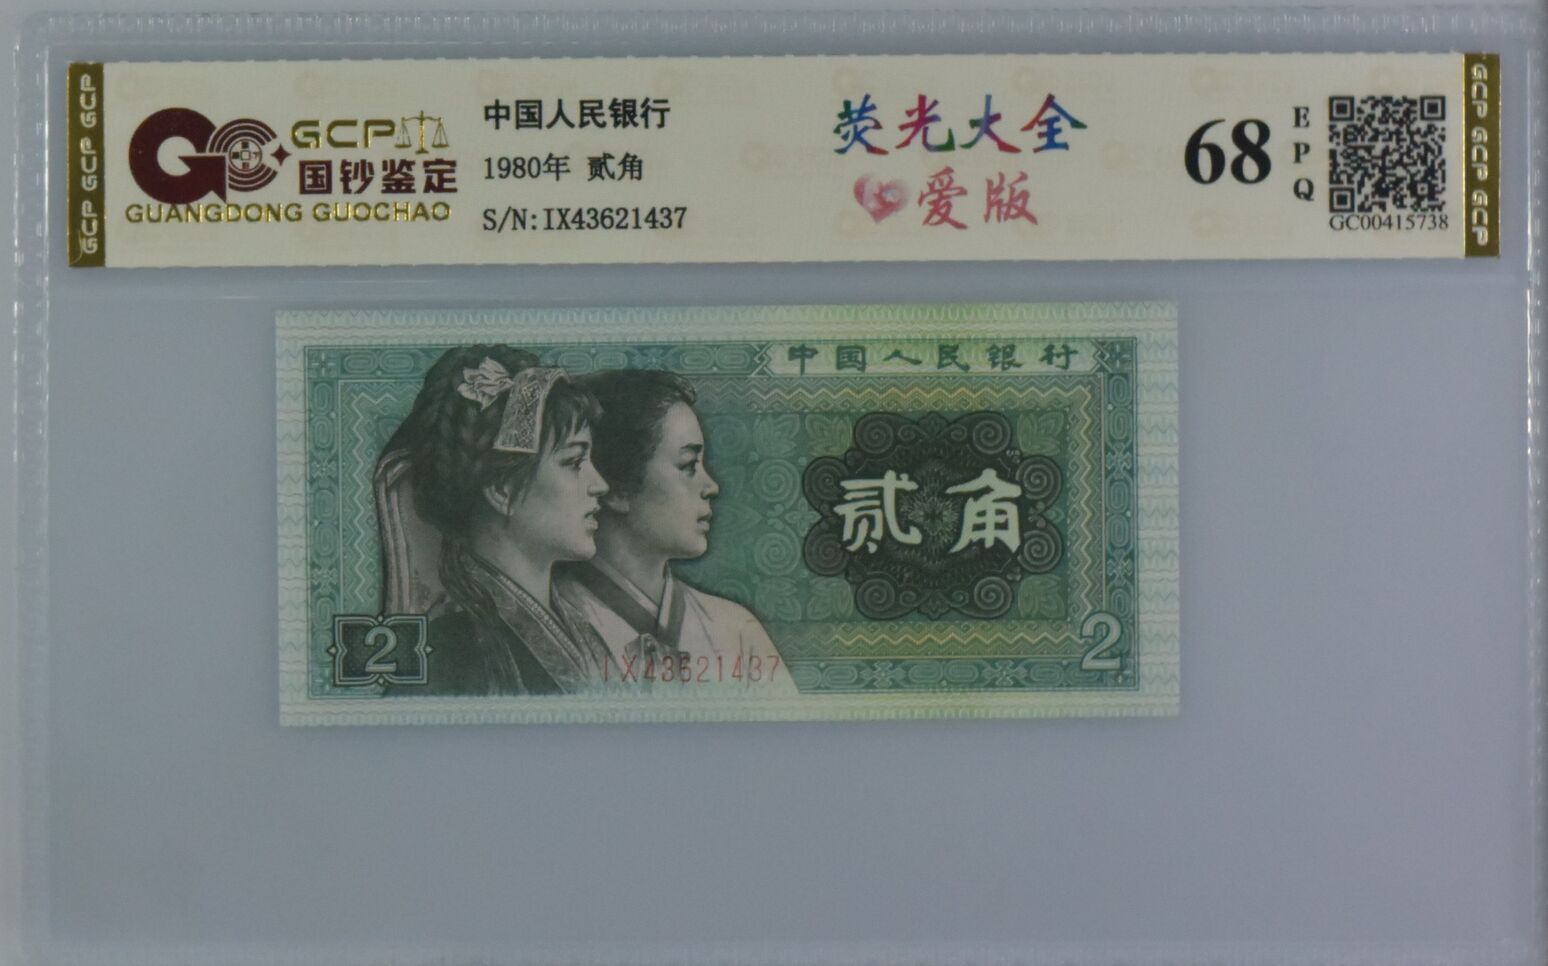 GCP GCP GCP
GCP
国钞鉴定
GUANGDONG GUOCHAO
中国人民银行
1980年 贰角
S/N:IX43621437
荧光大全
爱版
68
EPQ
GC00415738
GCP GCP GCP
中国人民银行
贰角
2
2
IX43621437